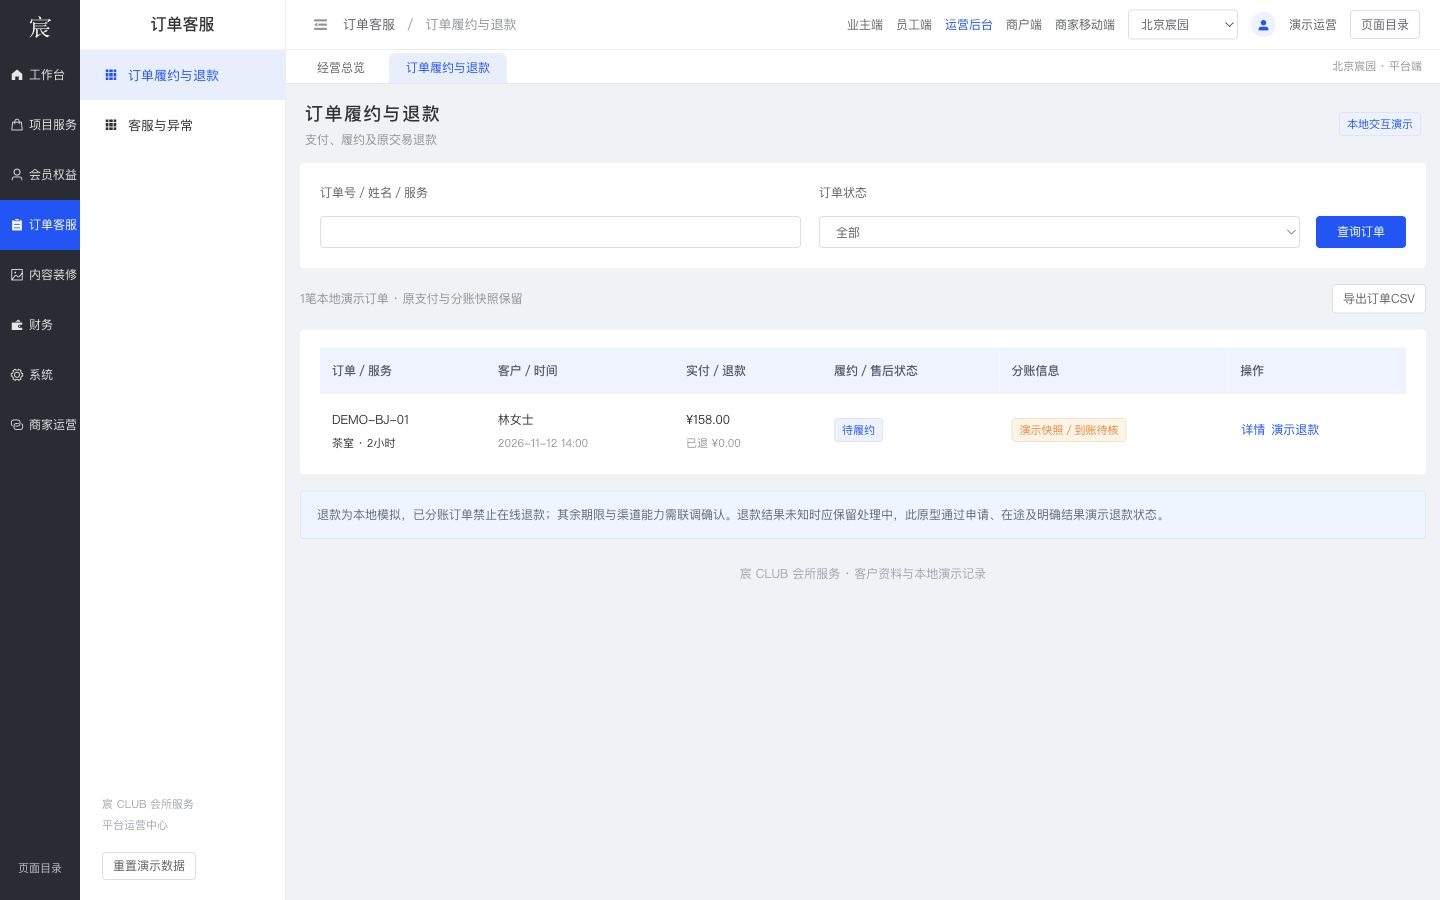 宸
工作台
项目服务
会员权益
订单客服
内容装修
财务
系统
商家运营
页面目录
订单客服
订单履约与退款
客服与异常
宸 CLUB 会所服务
平台运营中心
重置演示数据
订单客服 / 订单履约与退款
业主端 员工端 运营后台 商户端 商家移动端 北京宸园 演示运营 页面目录
经营总览 订单履约与退款 北京宸园 · 平台端
订单履约与退款
支付、履约及原交易退款
本地交互演示
订单号 / 姓名 / 服务 订单状态
全部 查询订单
1笔本地演示订单 · 原支付与分账快照保留 导出订单CSV
订单 / 服务 客户 / 时间 实付 / 退款 履约 / 售后状态 分账信息 操作
DEMO-BJ-01 林女士 ¥158.00
待履约 演示快照 / 到账待核 详情 演示退款
茶室 · 2小时 2026-11-12 14:00 已退 ¥0.00
退款为本地模拟，已分账订单禁止在线退款；其余期限与渠道能力需联调确认。退款结果未知时应保留处理中，此原型通过申请、在途及明确结果演示退款状态。
宸 CLUB 会所服务 · 客户资料与本地演示记录